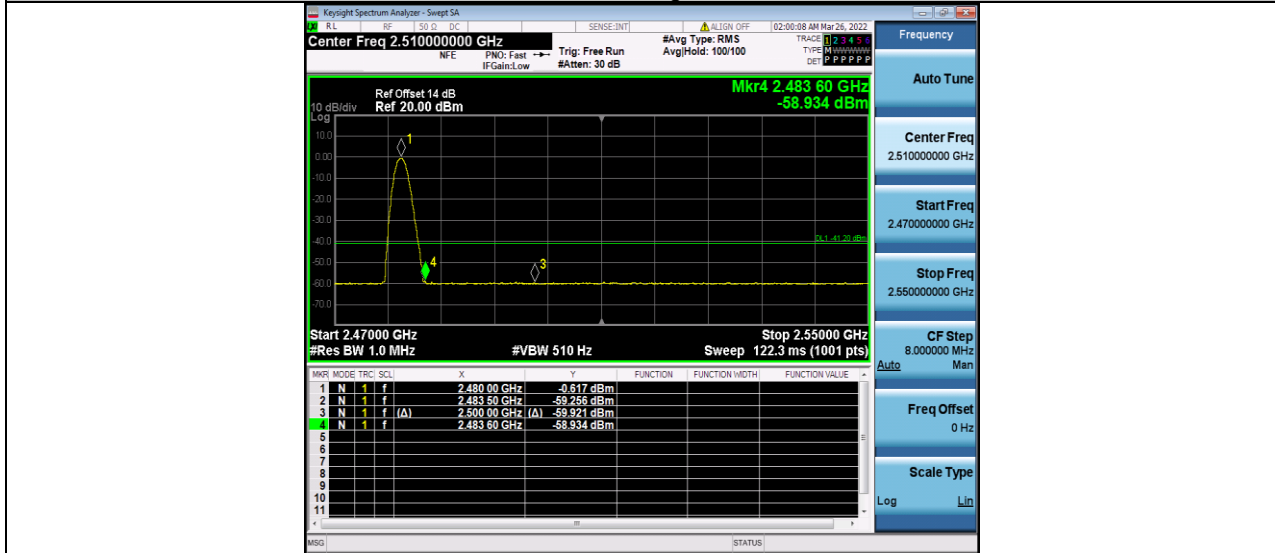 Keysight Spectrum Analyzer - Swept SA
RL RF 50 Ω DC SENSE:INT ALIGN OFF 02:00:08 AM Mar 26, 2022
Center Freq 2.510000000 GHz
NFE PNO: Fast Trig: Free Run #Avg Type: RMS TRACE 1 2 3 4 5 6
IFGain:Low #Atten: 30 dB Avg|Hold: 100/100 TYPE M WWWWW
DET P P P P P P
Frequency
Auto Tune
Center Freq
2.510000000 GHz
Start Freq
2.470000000 GHz
Stop Freq
2.550000000 GHz
CF Step
8.000000 MHz
Auto Man
Freq Offset
0 Hz
Scale Type
Log Lin
Mkr4 2.483 60 GHz
-58.934 dBm
Ref Offset 14 dB
10 dB/div Ref 20.00 dBm
Log
10.0
0.00
-10.0
-20.0
-30.0
-40.0
-50.0
-60.0
-70.0
1
4
3
DL1 -41.20 dBm
Start 2.47000 GHz Stop 2.55000 GHz
#Res BW 1.0 MHz #VBW 510 Hz Sweep 122.3 ms (1001 pts)
MKR MODE TRC SCL X Y FUNCTION FUNCTION WIDTH FUNCTION VALUE
1 N 1 f 2.480 00 GHz -0.617 dBm
2 N 1 f 2.483 50 GHz -59.256 dBm
3 N 1 f (Δ) 2.500 00 GHz (Δ) -59.921 dBm
4 N 1 f 2.483 60 GHz -58.934 dBm
5
6
7
8
9
10
11
MSG STATUS